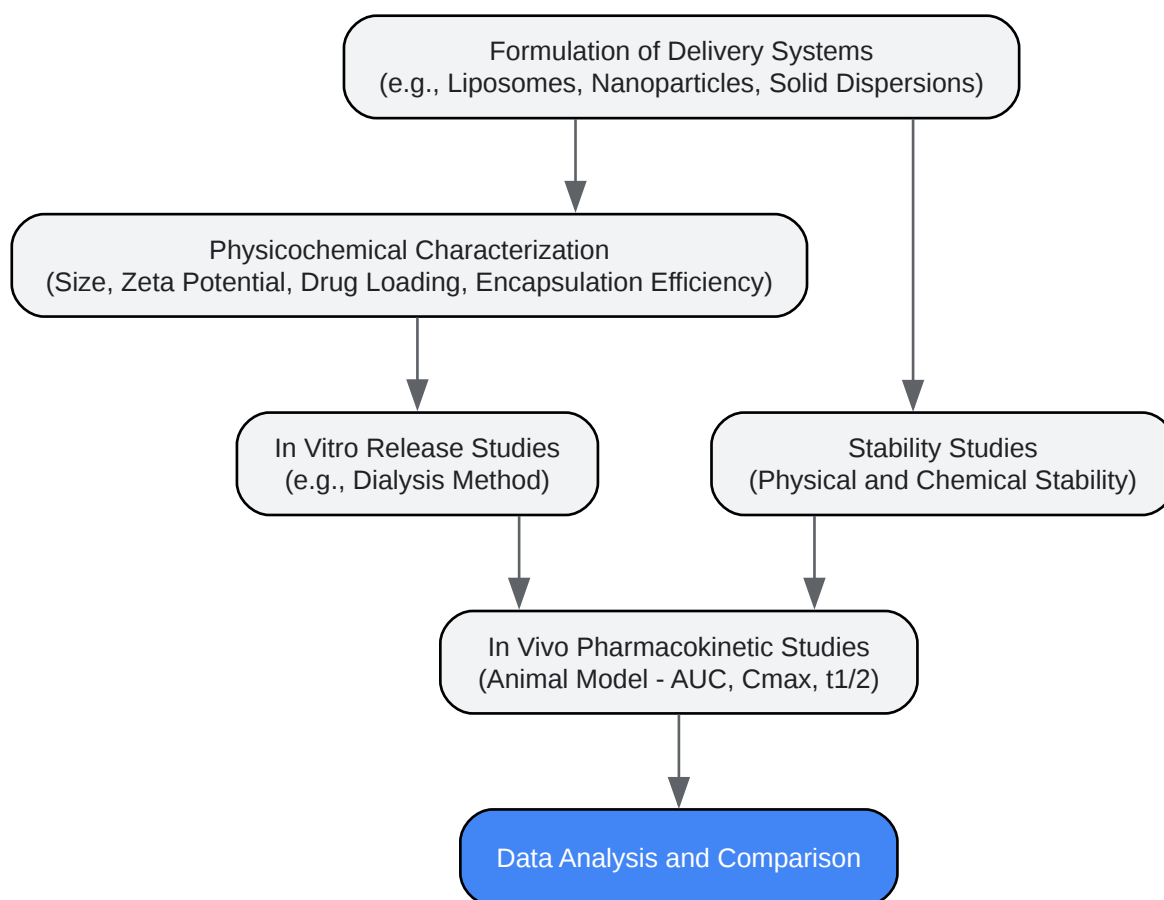 Formulation of Delivery Systems
(e.g., Liposomes, Nanoparticles, Solid Dispersions)
Physicochemical Characterization
(Size, Zeta Potential, Drug Loading, Encapsulation Efficiency)
In Vitro Release Studies
(e.g., Dialysis Method)
Stability Studies
(Physical and Chemical Stability)
In Vivo Pharmacokinetic Studies
(Animal Model - AUC, Cmax, t1/2)
Data Analysis and Comparison